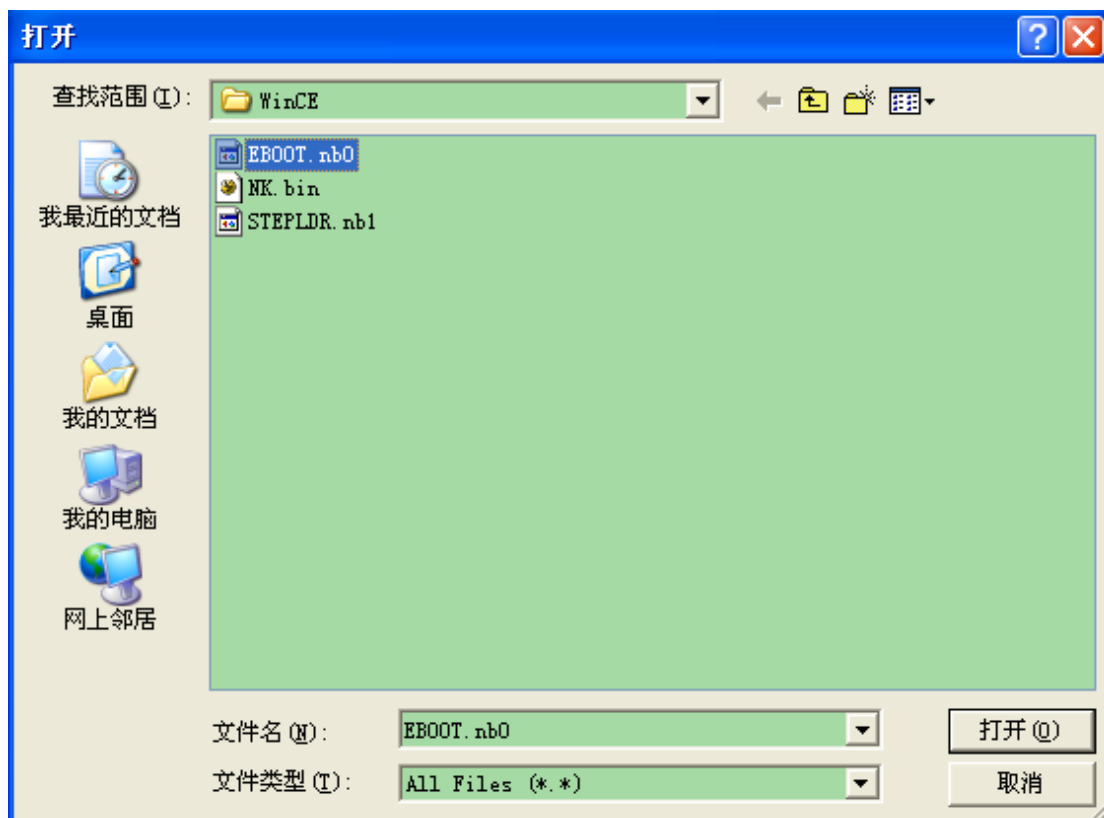 打开
查找范围(I):
WinCE
EBOOT.nb0
NK.bin
STEPLDR.nb1
我最近的文档
桌面
我的文档
我的电脑
网上邻居
文件名(N):
EBOOT.nb0
打开(O)
文件类型(T):
All Files (*.*)
取消